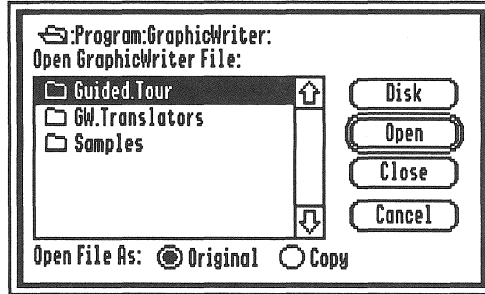 :Program:GraphicWriter:
Open GraphicWriter File:
Guided.Tour
GW.Translators
Samples
Disk
Open
Close
Cancel
Open File As: Original Copy